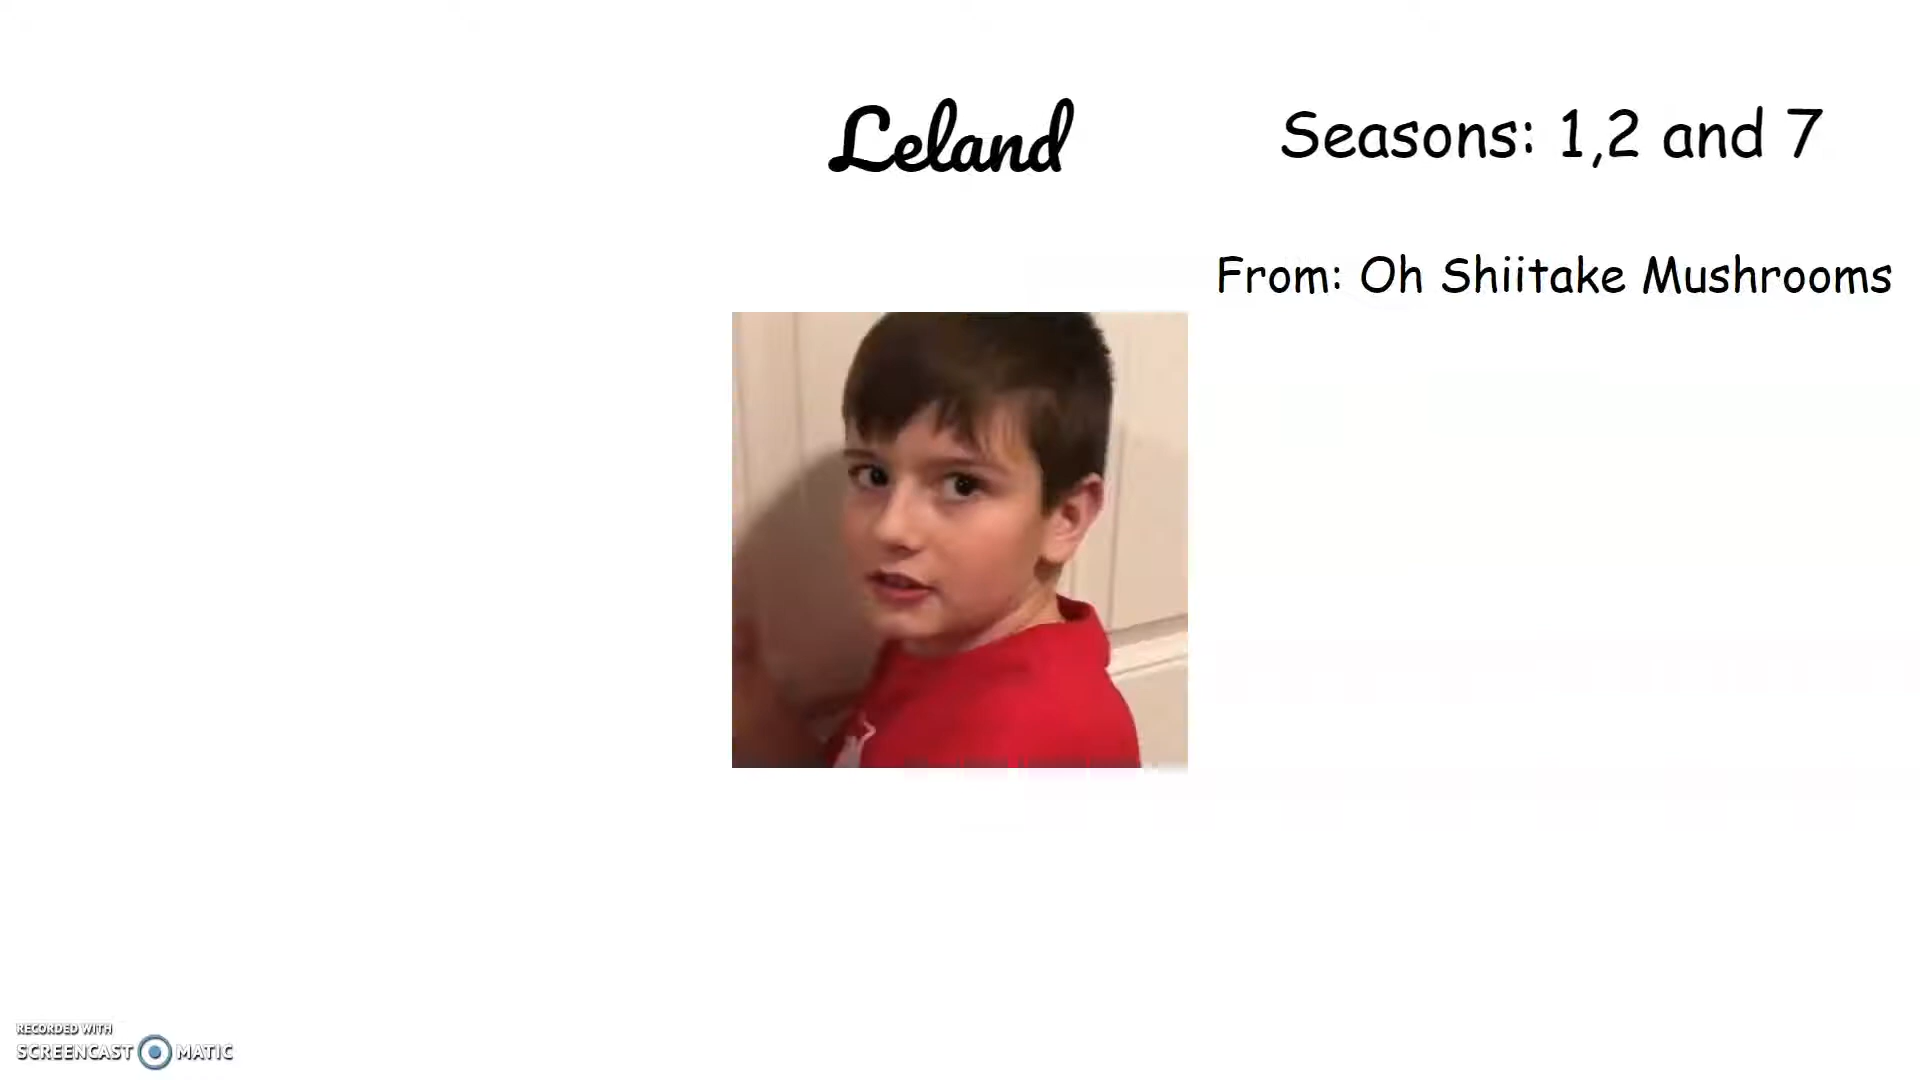 Leland
Seasons: 1,2 and 7
From: Oh Shiitake Mushrooms
RECORDED WITH
SCREENCAST MATIC